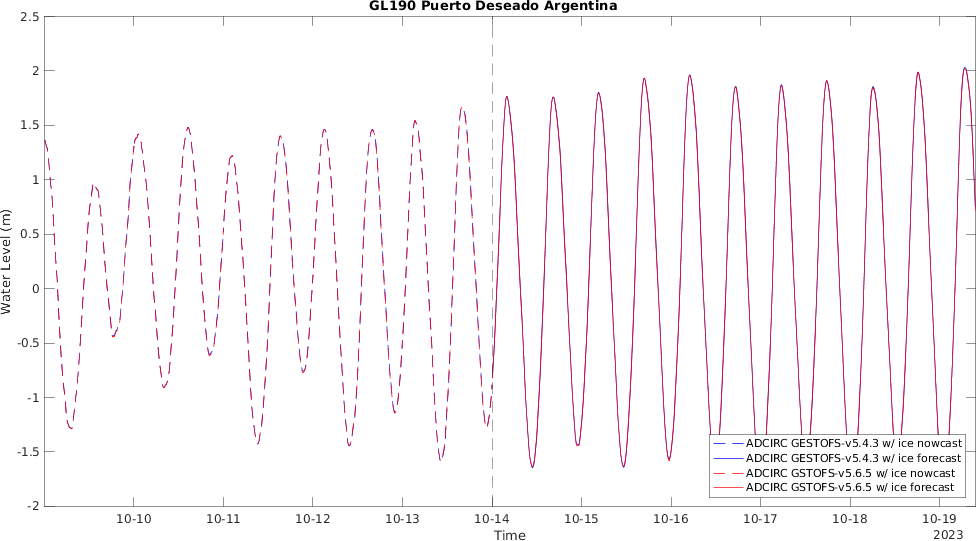 GL190 Puerto Deseado Argentina
2.5
2
1.5
1
0.5
0
-0.5
-1
-1.5
-2
Water Level (m)
ADCIRC GESTOFS-v5.4.3 w/ ice nowcast
ADCIRC GESTOFS-v5.4.3 w/ ice forecast
ADCIRC GSTOFS-v5.6.5 w/ ice nowcast
ADCIRC GSTOFS-v5.6.5 w/ ice forecast
10-10 10-11 10-12 10-13 10-14 10-15 10-16 10-17 10-18 10-19
Time
2023